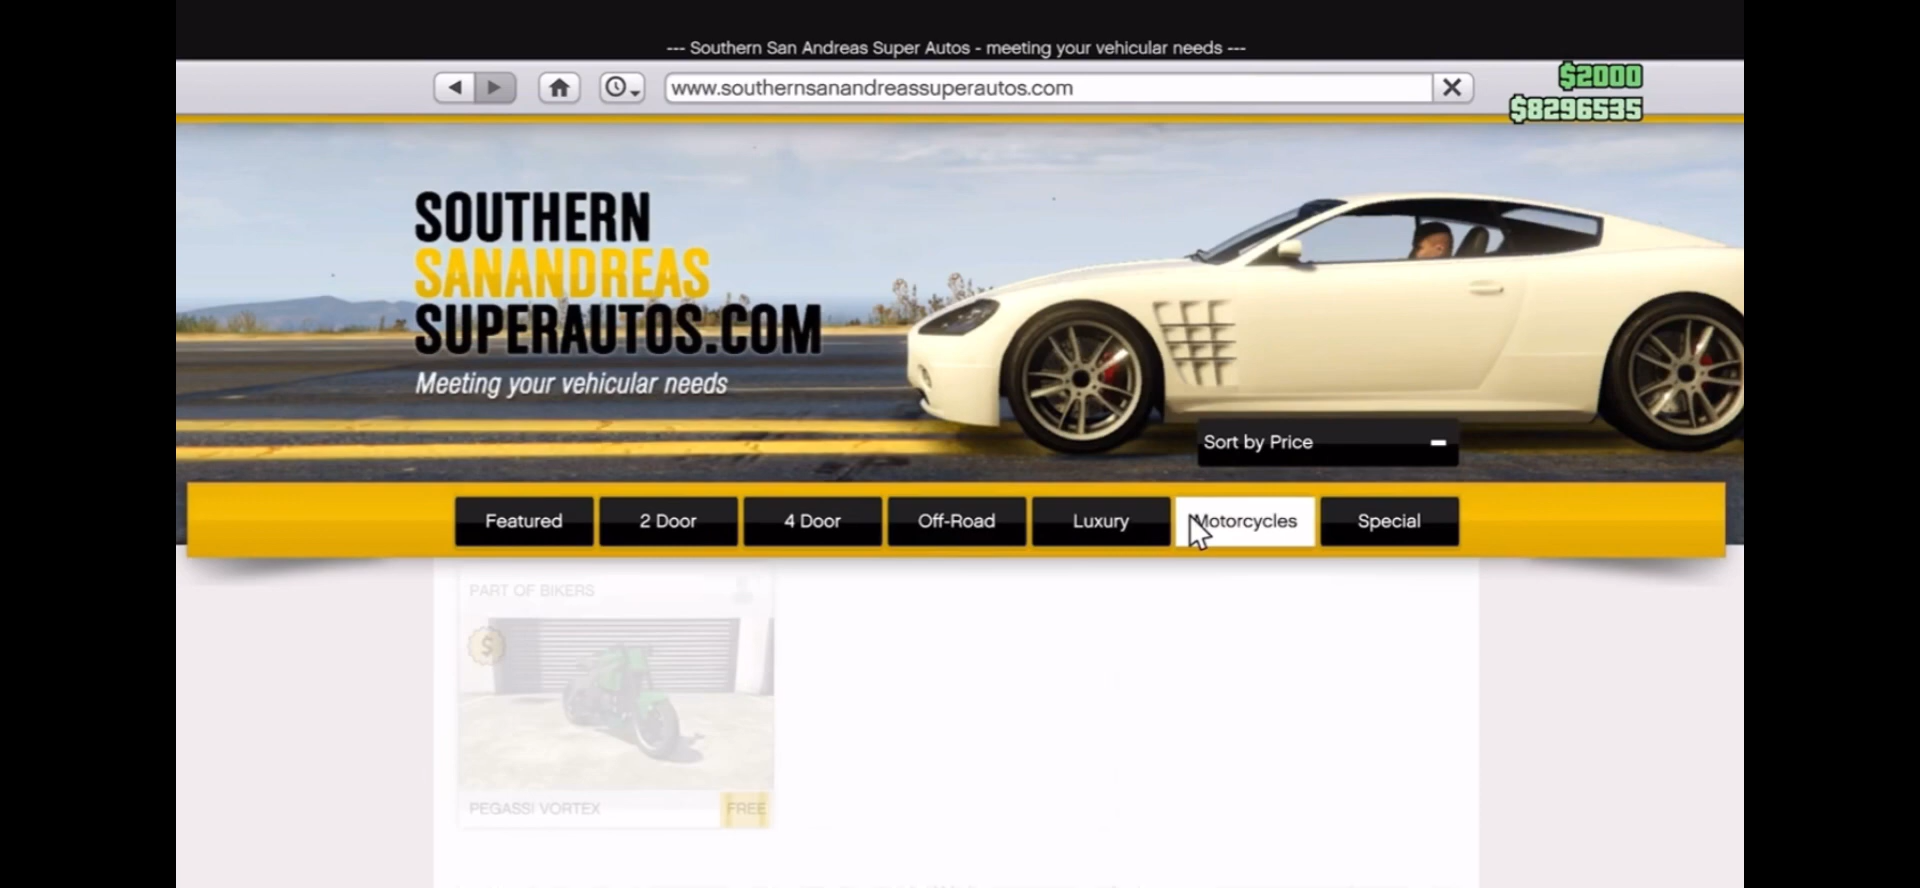 --- Southern San Andreas Super Autos - meeting your vehicular needs ---
www.southernsanandreassuperautos.com
$2000
$8296535
SOUTHERN
SANANDREAS
SUPERAUTOS.COM
Meeting your vehicular needs
Sort by Price
Featured
2 Door
4 Door
Off-Road
Luxury
Motorcycles
Special
PART OF BIKERS
$
PEGASSI VORTEX
FREE